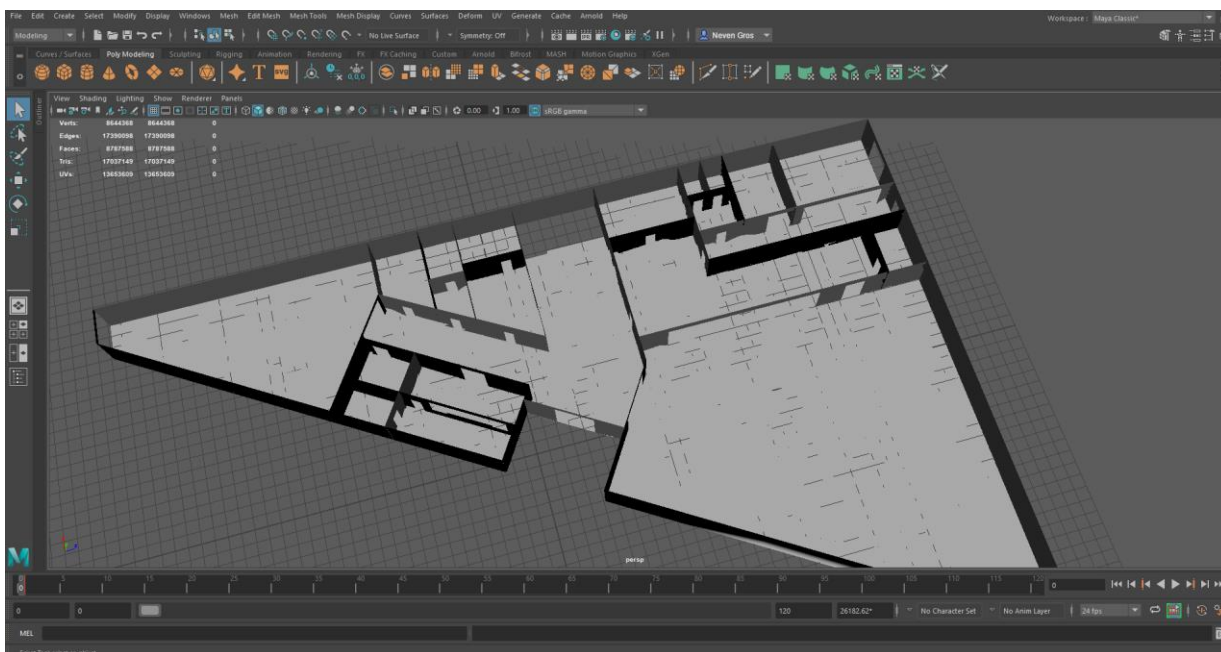 File Edit Create Select Modify Display Windows Mesh Edit Mesh Mesh Tools Mesh Display Curves Surfaces Deform UV Generate Cache Arnold Help Workspace: Maya Classic*
Modeling No Live Surface Symmetry: Off Neven Gros
Curves / Surfaces Poly Modeling Sculpting Rigging Animation Rendering FX FX Caching Custom Arnold Bifrost MASH Motion Graphics XGen
View Shading Lighting Show Renderer Panels
0.00 1.00 sRGB gamma
Outliner
Verts: 8644368 8644368 0
Edges: 17390098 17390098 0
Faces: 8787988 8787988 0
Tris: 17037149 17037149 0
UVs: 13653609 13653609 0
persp
0 5 10 15 20 25 30 35 40 45 50 55 60 65 70 75 80 85 90 95 100 105 110 115 120 0
0
0 0 120 26182.62* No Character Set No Anim Layer 24 fps
MEL